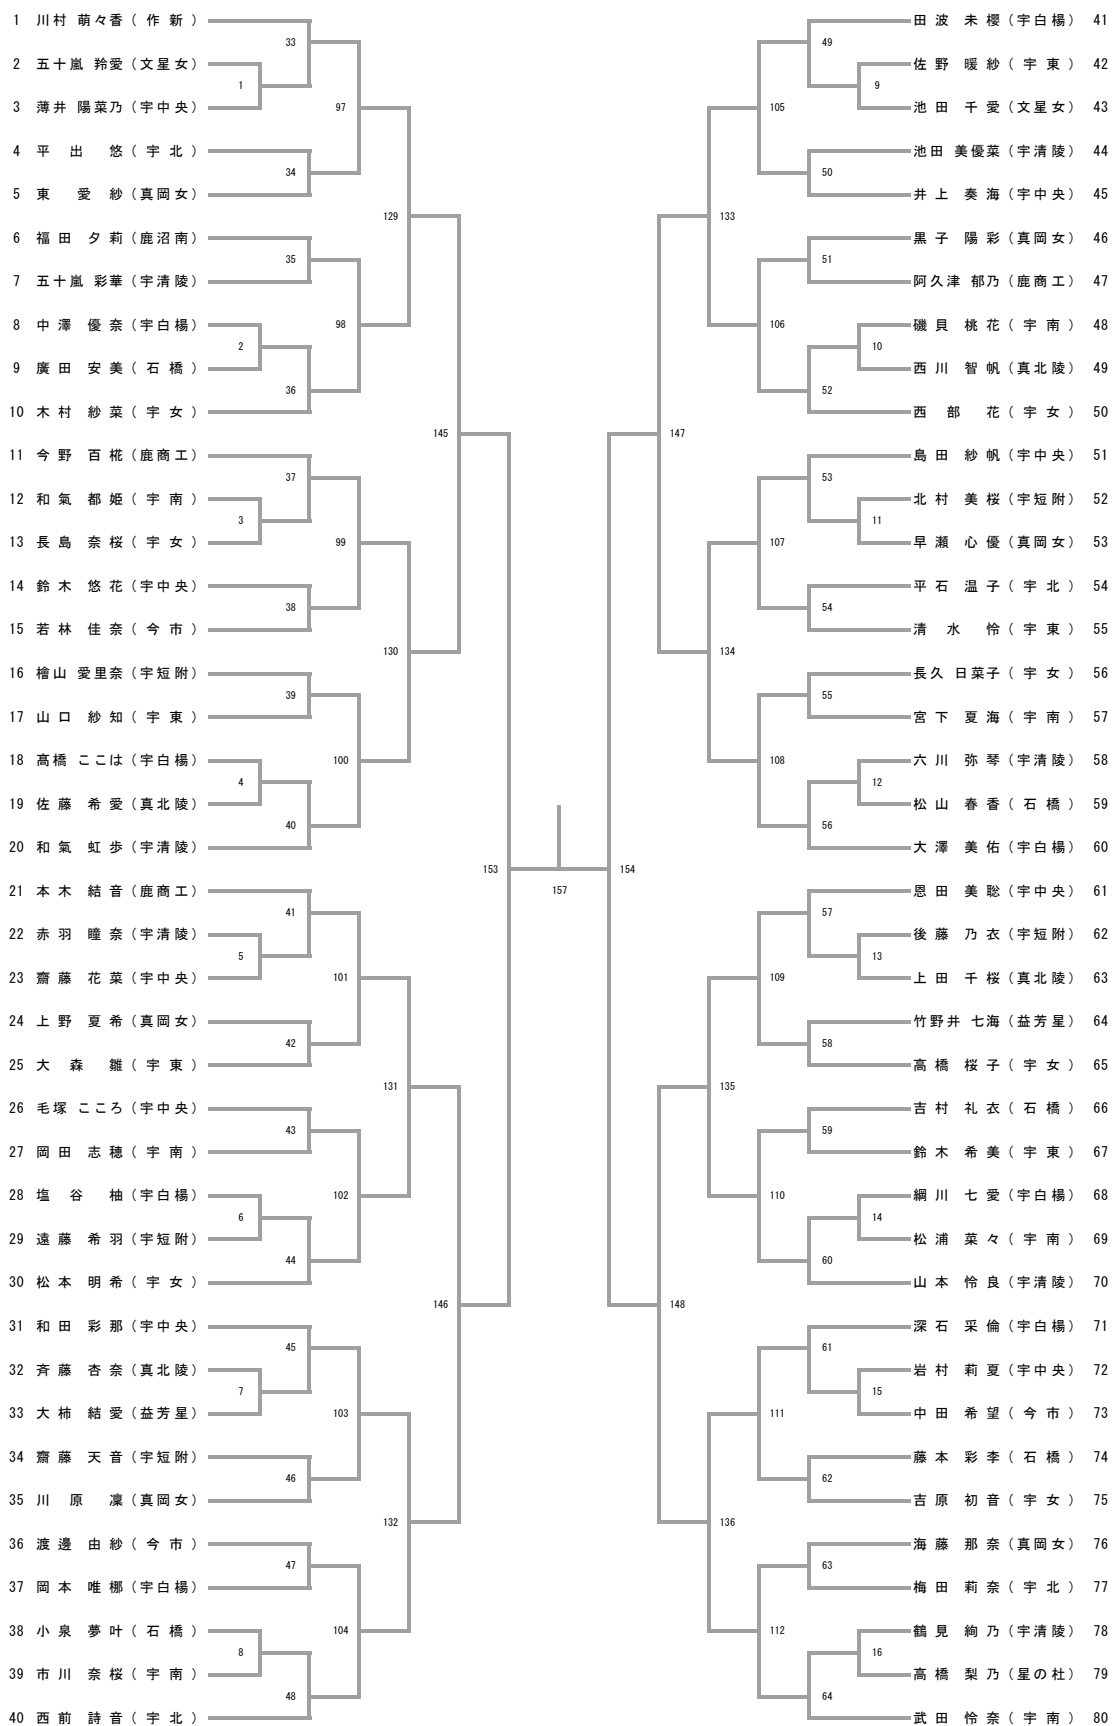 1 川村 萌々香 ( 作 新 )
33
2 五十嵐 羚愛 (文星女)
1
3 薄井 陽菜乃 (宇中央)
97
4 平 出 悠 ( 宇 北 )
34
5 東 愛 紗 (真岡女)
129
6 福 田 夕 莉 (鹿沼南)
35
7 五十嵐 彩華 (宇清陵)
98
8 中 澤 優 奈 (宇白楊)
2
9 廣 田 安 美 ( 石 橋 )
36
10 木 村 紗 菜 ( 宇 女 )
145
11 今 野 百 椛 (鹿商工)
37
12 和 氣 都 姫 ( 宇 南 )
3
13 長 島 奈 桜 ( 宇 女 )
99
14 鈴 木 悠 花 (宇中央)
38
15 若 林 佳 奈 ( 今 市 )
130
16 檜山 愛里奈 (宇短附)
39
17 山 口 紗 知 ( 宇 東 )
100
18 髙橋 ここは (宇白楊)
4
19 佐 藤 希 愛 (真北陵)
40
20 和 氣 虹 歩 (宇清陵)
153
21 本 木 結 音 (鹿商工)
41
22 赤 羽 瞳 奈 (宇清陵)
5
23 齋 藤 花 菜 (宇中央)
101
24 上 野 夏 希 (真岡女)
42
25 大 森 雛 ( 宇 東 )
131
26 毛塚 こころ (宇中央)
43
27 岡 田 志 穂 ( 宇 南 )
102
28 塩 谷 柚 (宇白楊)
6
29 遠 藤 希 羽 (宇短附)
44
30 松 本 明 希 ( 宇 女 )
146
31 和 田 彩 那 (宇中央)
45
32 斉 藤 杏 奈 (真北陵)
7
33 大 柿 結 愛 (益芳星)
103
34 齋 藤 天 音 (宇短附)
46
35 川 原 凜 (真岡女)
132
36 渡 邊 由 紗 ( 今 市 )
47
37 岡 本 唯 梛 (宇白楊)
104
38 小 泉 夢 叶 ( 石 橋 )
8
39 市 川 奈 桜 ( 宇 南 )
48
40 西 前 詩 音 ( 宇 北 )
157
田 波 未 櫻 (宇白楊) 41
49
佐 野 暖 紗 ( 宇 東 ) 42
9
池 田 千 愛 (文星女) 43
105
池田 美優菜 (宇清陵) 44
50
井 上 奏 海 (宇中央) 45
133
黒 子 陽 彩 (真岡女) 46
51
阿久津 郁乃 (鹿商工) 47
106
磯 貝 桃 花 ( 宇 南 ) 48
10
西 川 智 帆 (真北陵) 49
52
西 部 花 ( 宇 女 ) 50
147
島 田 紗 帆 (宇中央) 51
53
北 村 美 桜 (宇短附) 52
11
早 瀬 心 優 (真岡女) 53
107
平 石 温 子 ( 宇 北 ) 54
54
清 水 怜 ( 宇 東 ) 55
134
長久 日菜子 ( 宇 女 ) 56
55
宮 下 夏 海 ( 宇 南 ) 57
108
六 川 弥 琴 (宇清陵) 58
12
松 山 春 香 ( 石 橋 ) 59
56
大 澤 美 佑 (宇白楊) 60
154
恩 田 美 聡 (宇中央) 61
57
後 藤 乃 衣 (宇短附) 62
13
上 田 千 桜 (真北陵) 63
109
竹野井 七海 (益芳星) 64
58
高 橋 桜 子 ( 宇 女 ) 65
135
吉 村 礼 衣 ( 石 橋 ) 66
59
鈴 木 希 美 ( 宇 東 ) 67
110
綱 川 七 愛 (宇白楊) 68
14
松 浦 菜 々 ( 宇 南 ) 69
60
山 本 怜 良 (宇清陵) 70
148
深 石 采 倫 (宇白楊) 71
61
岩 村 莉 夏 (宇中央) 72
15
中 田 希 望 ( 今 市 ) 73
111
藤 本 彩 李 ( 石 橋 ) 74
62
吉 原 初 音 ( 宇 女 ) 75
136
海 藤 那 奈 (真岡女) 76
63
梅 田 莉 奈 ( 宇 北 ) 77
112
鶴 見 絢 乃 (宇清陵) 78
16
高 橋 梨 乃 (星の杜) 79
64
武 田 怜 奈 ( 宇 南 ) 80